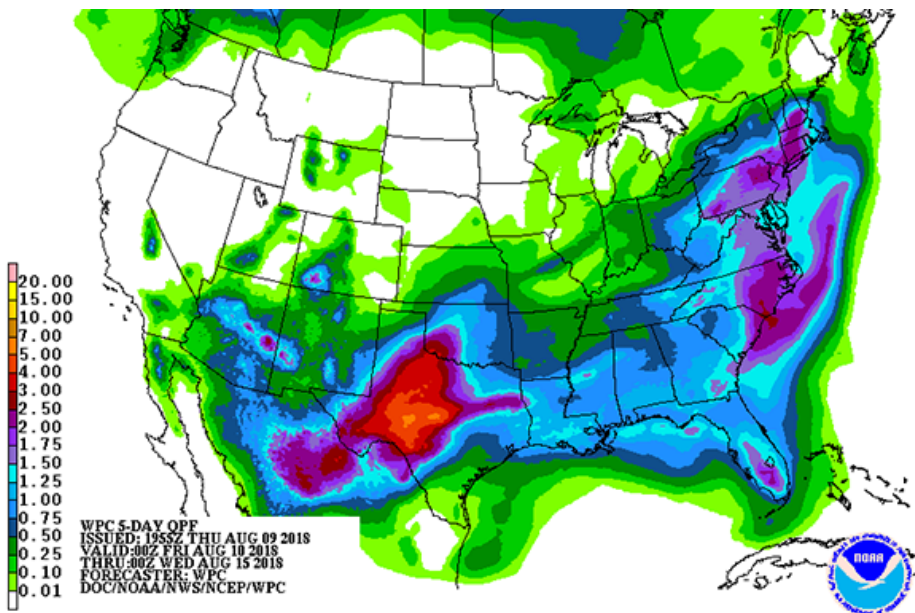 20.00
15.00
10.00
7.00
5.00
4.00
3.00
2.50
2.00
1.75
1.50
1.25
1.00
0.75
0.50
0.25
0.10
0.01
WPC 5-DAY QPF
ISSUED: 1955Z THU AUG 09 2018
VALID:00Z FRI AUG 10 2018
THRU:00Z WED AUG 15 2018
FORECASTER: WPC
DOC/NOAA/NWS/NCEP/WPC
NOAA